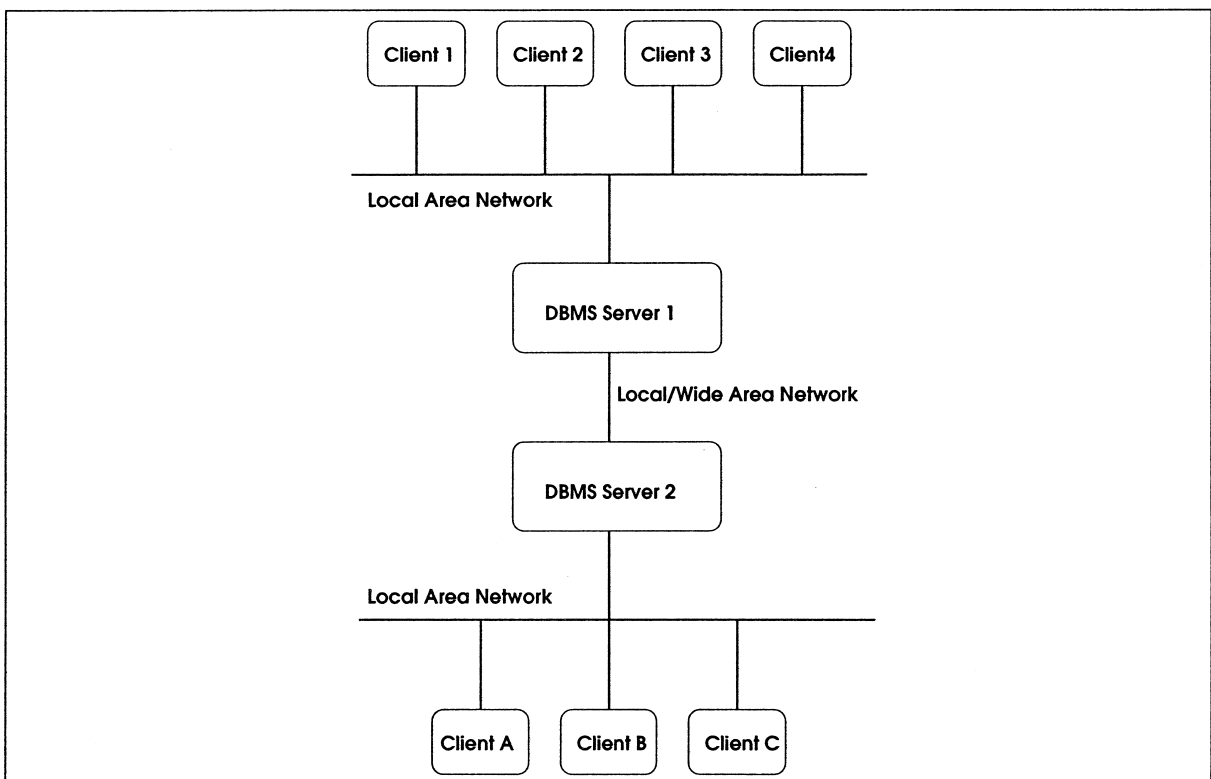 Client 1
Client 2
Client 3
Client4
Local Area Network
DBMS Server 1
Local/Wide Area Network
DBMS Server 2
Local Area Network
Client A
Client B
Client C